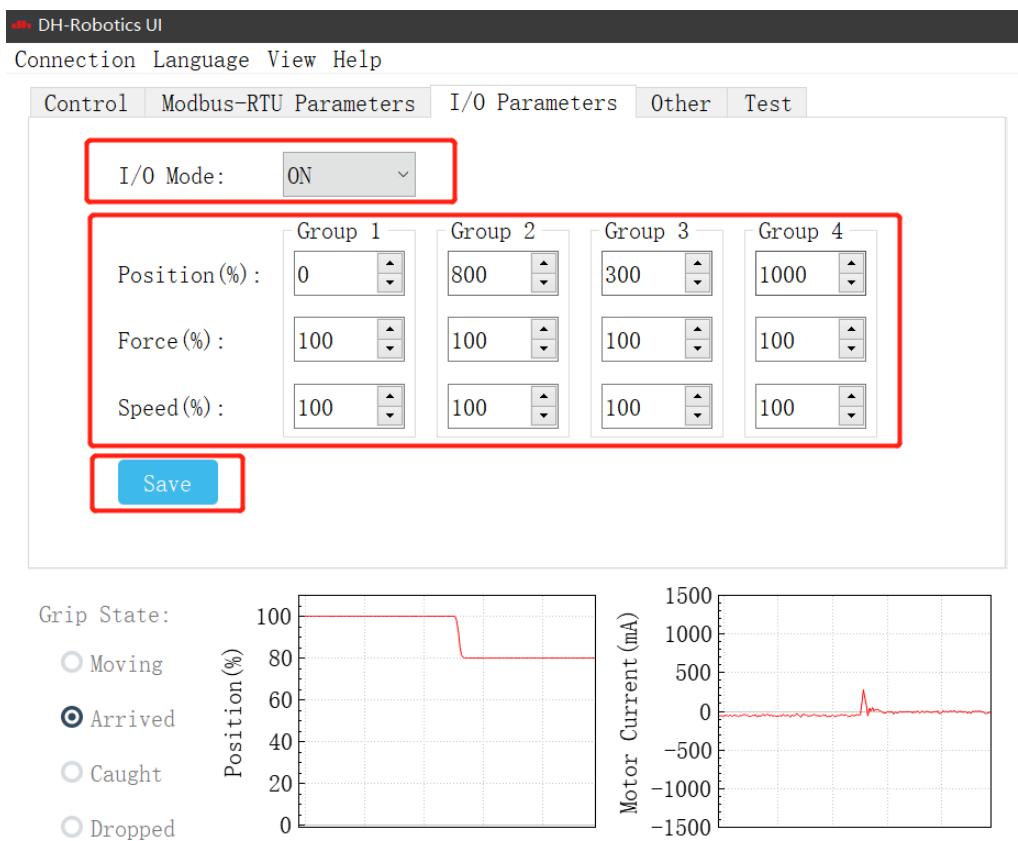 DH-Robotics UI
Connection Language View Help
Control Modbus-RTU Parameters I/O Parameters Other Test
I/O Mode: ON
Group 1 Group 2 Group 3 Group 4
Position(%): 0 800 300 1000
Force(%): 100 100 100 100
Speed(%): 100 100 100 100
Save
Grip State:
Moving
Arrived
Caught
Dropped
Position(%)
100
80
60
40
20
0
Motor Current(mA)
1500
1000
500
0
-500
-1000
-1500